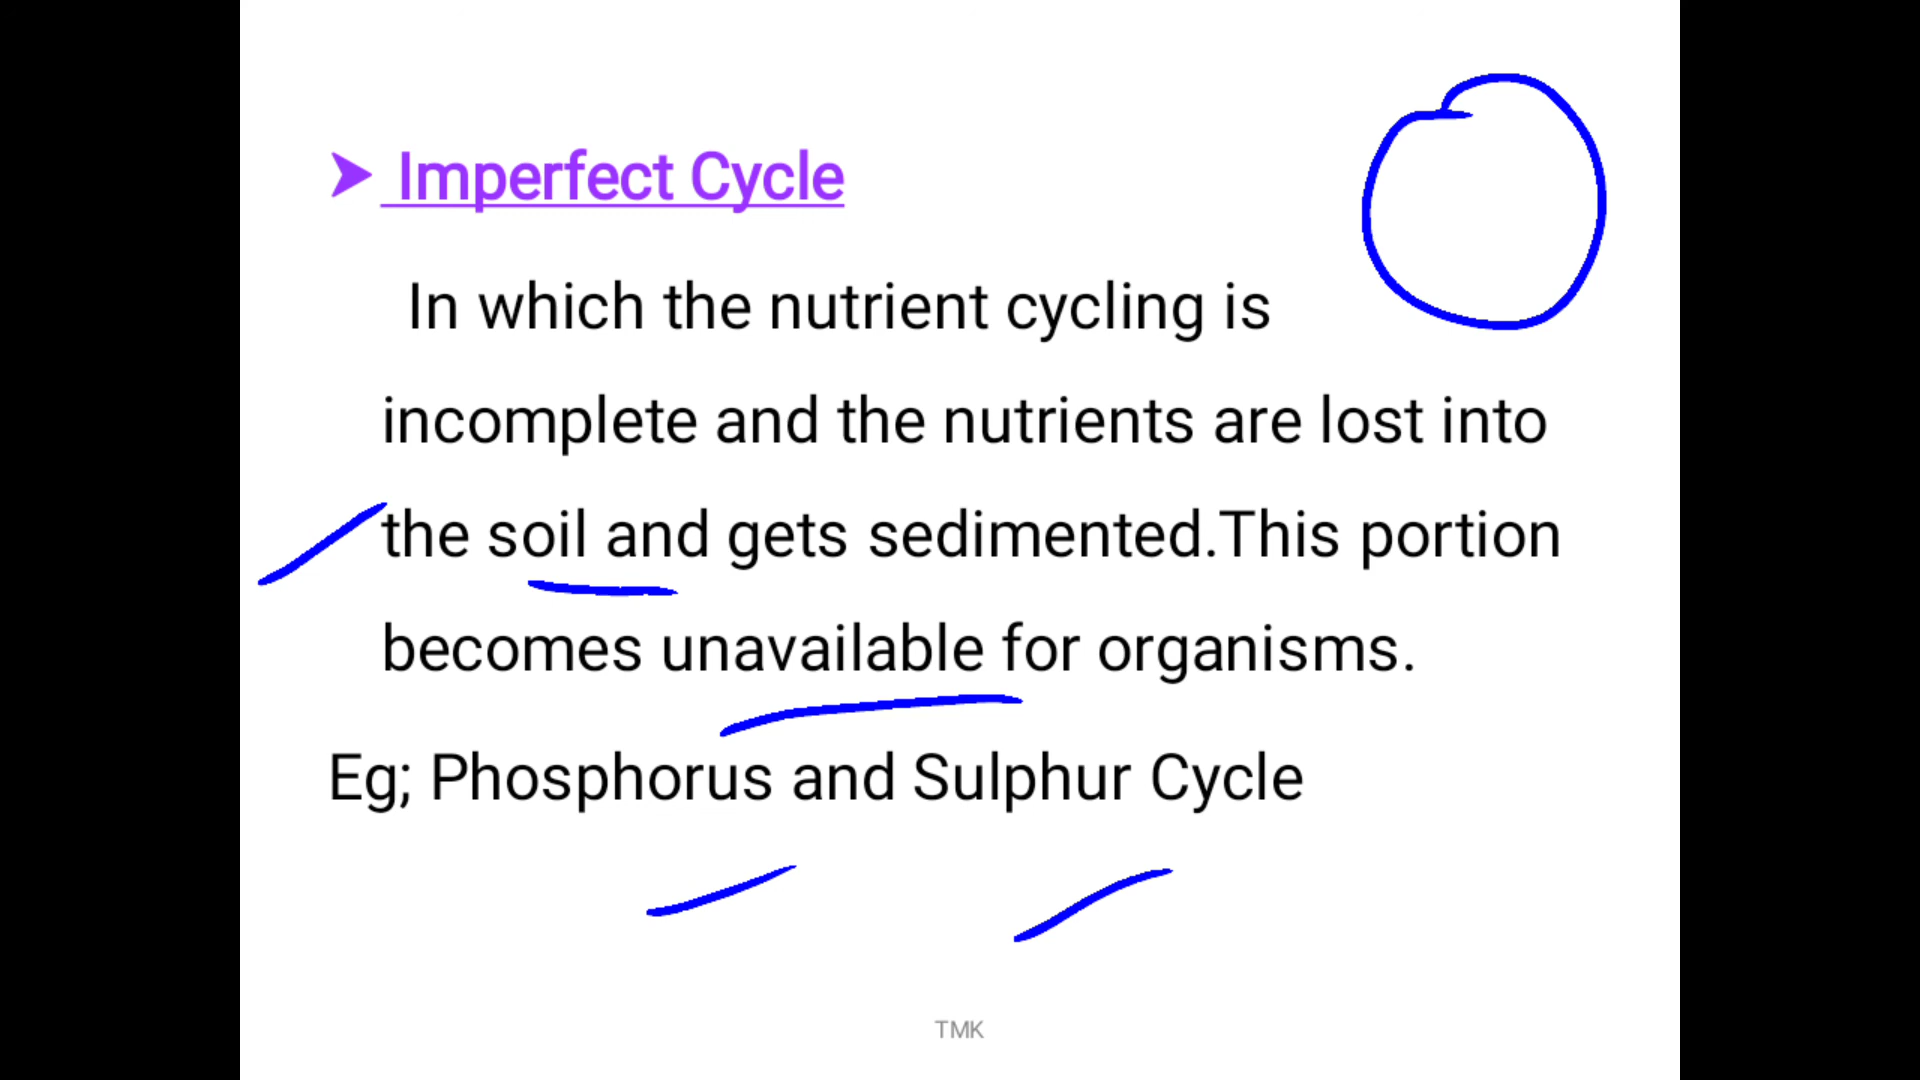 ➤ Imperfect Cycle
In which the nutrient cycling is
incomplete and the nutrients are lost into
the soil and gets sedimented.This portion
becomes unavailable for organisms.
Eg; Phosphorus and Sulphur Cycle
TMK